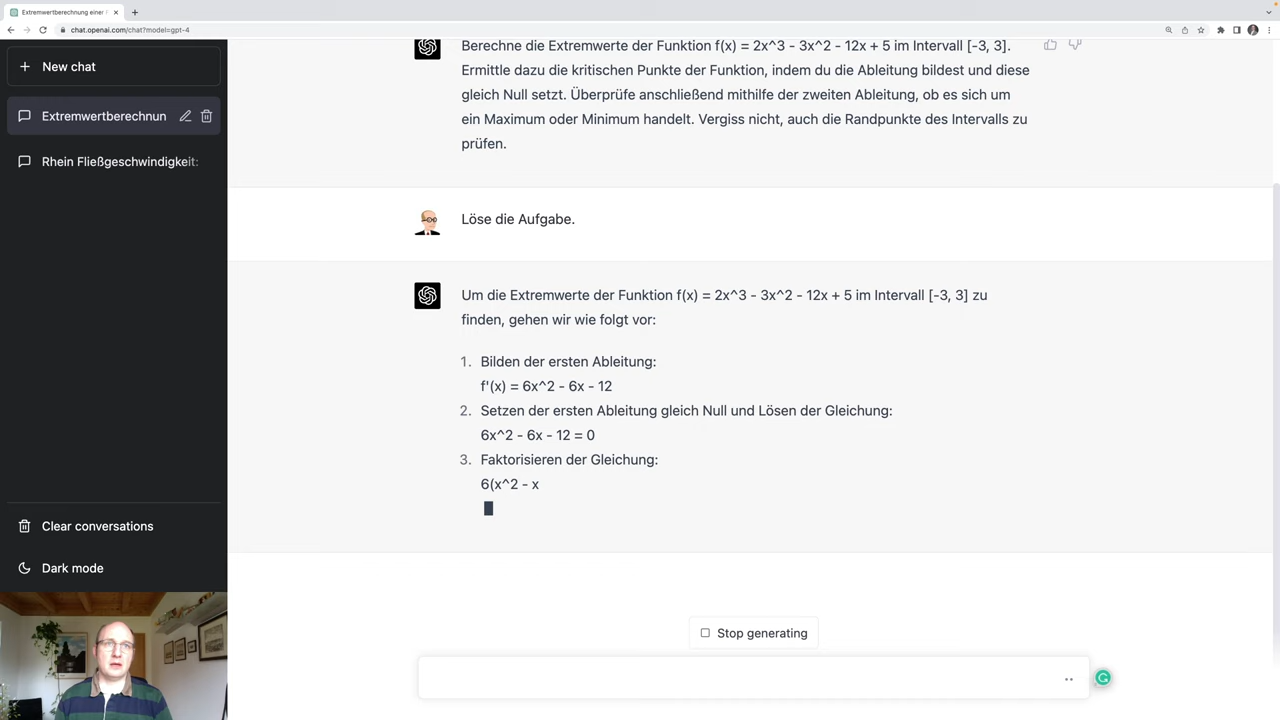 Extremwertberechnung einer F
chat.openai.com/chat?model=gpt-4
New chat
Extremwertberechnun
Rhein Fließgeschwindigkeit:
Clear conversations
Dark mode
Berechne die Extremwerte der Funktion f(x) = 2x^3 - 3x^2 - 12x + 5 im Intervall [-3, 3].
Ermittle dazu die kritischen Punkte der Funktion, indem du die Ableitung bildest und diese
gleich Null setzt. Überprüfe anschließend mithilfe der zweiten Ableitung, ob es sich um
ein Maximum oder Minimum handelt. Vergiss nicht, auch die Randpunkte des Intervalls zu
prüfen.
Löse die Aufgabe.
Um die Extremwerte der Funktion f(x) = 2x^3 - 3x^2 - 12x + 5 im Intervall [-3, 3] zu
finden, gehen wir wie folgt vor:
1. Bilden der ersten Ableitung:
f'(x) = 6x^2 - 6x - 12
2. Setzen der ersten Ableitung gleich Null und Lösen der Gleichung:
6x^2 - 6x - 12 = 0
3. Faktorisieren der Gleichung:
6(x^2 - x
Stop generating